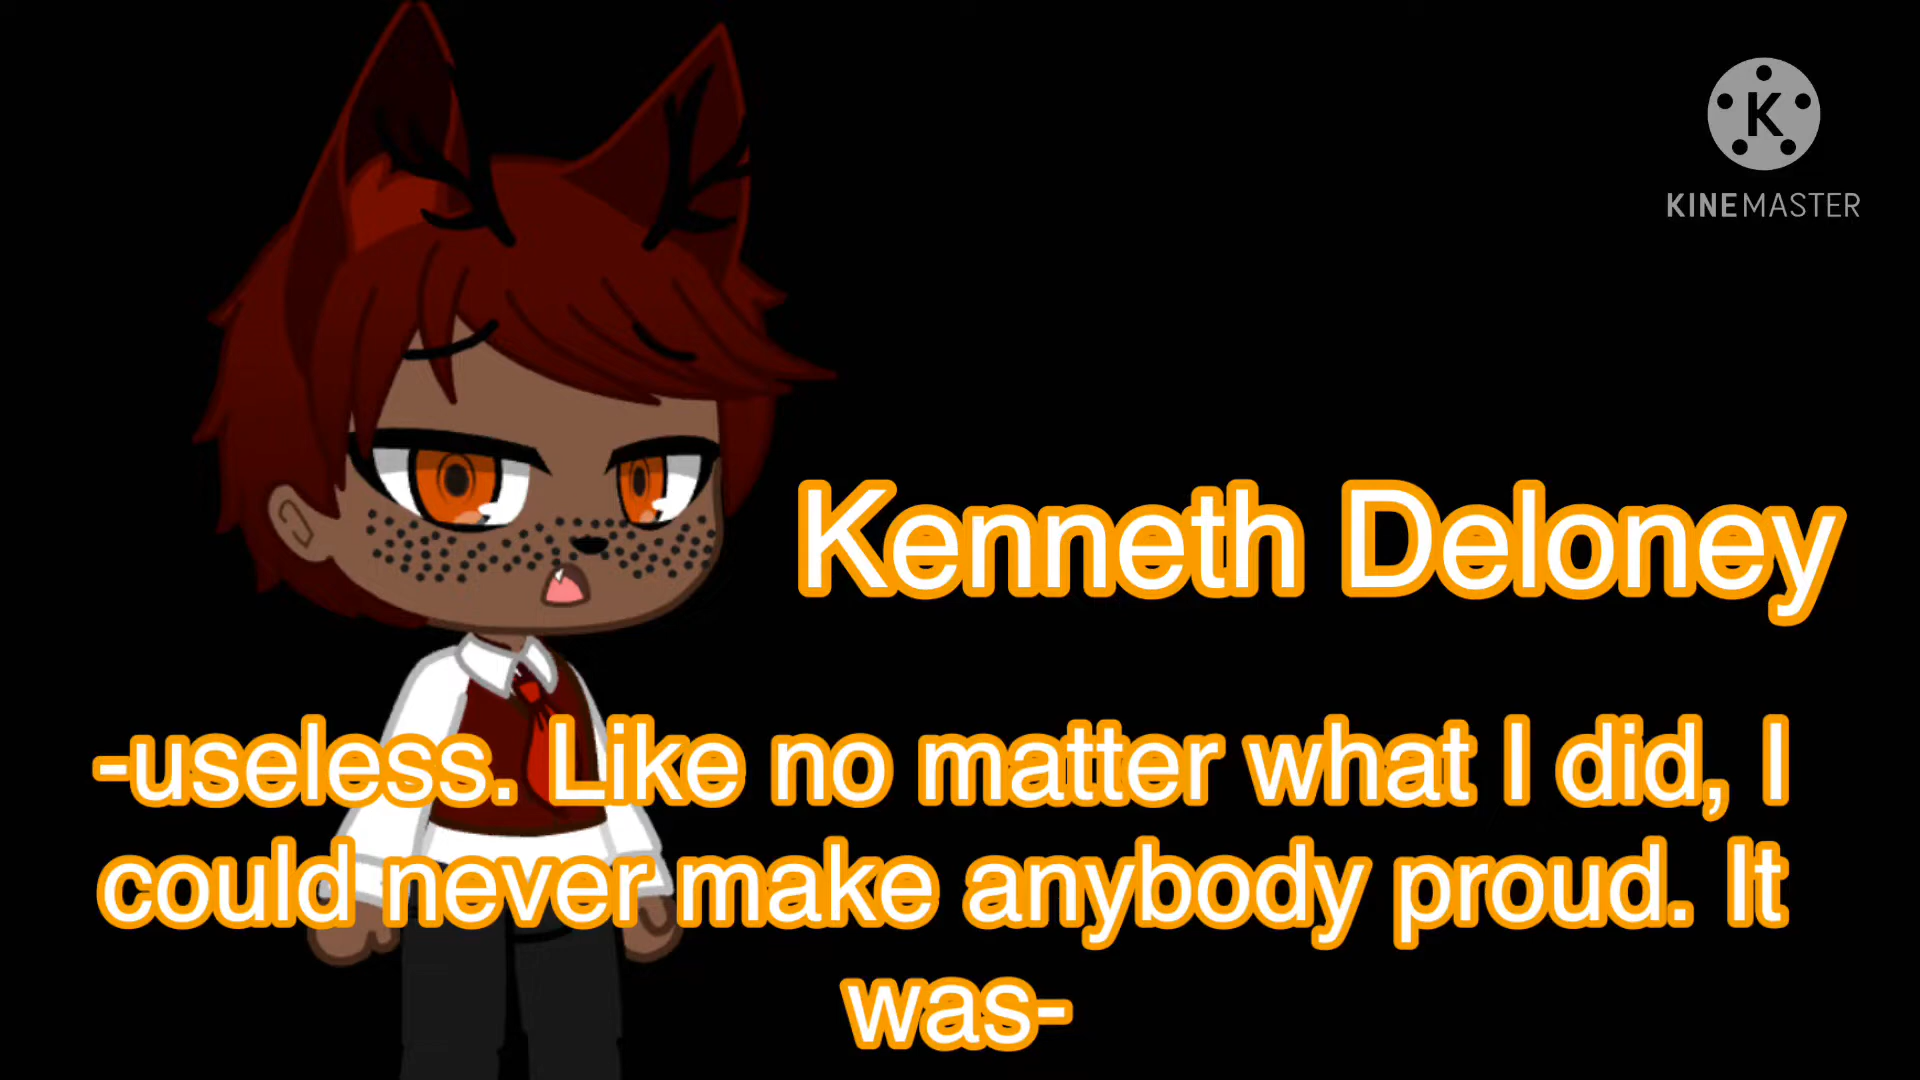 K
KINEMASTER
Kenneth Deloney
-useless. Like no matter what I did, I
could never make anybody proud. It
was-